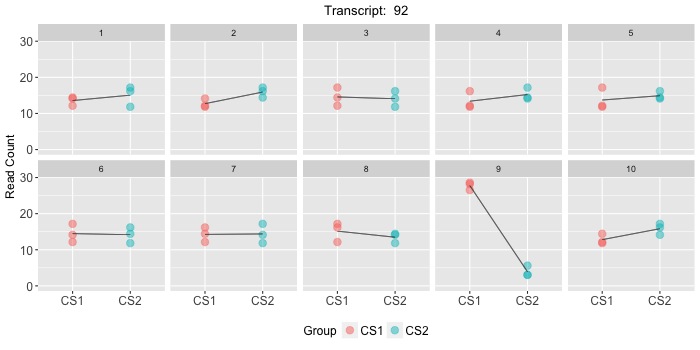 Transcript: 92
1 2 3 4 5
30
20
10
0
Read Count
6 7 8 9 10
30
20
10
0
CS1 CS2 CS1 CS2 CS1 CS2 CS1 CS2 CS1 CS2
Group CS1 CS2